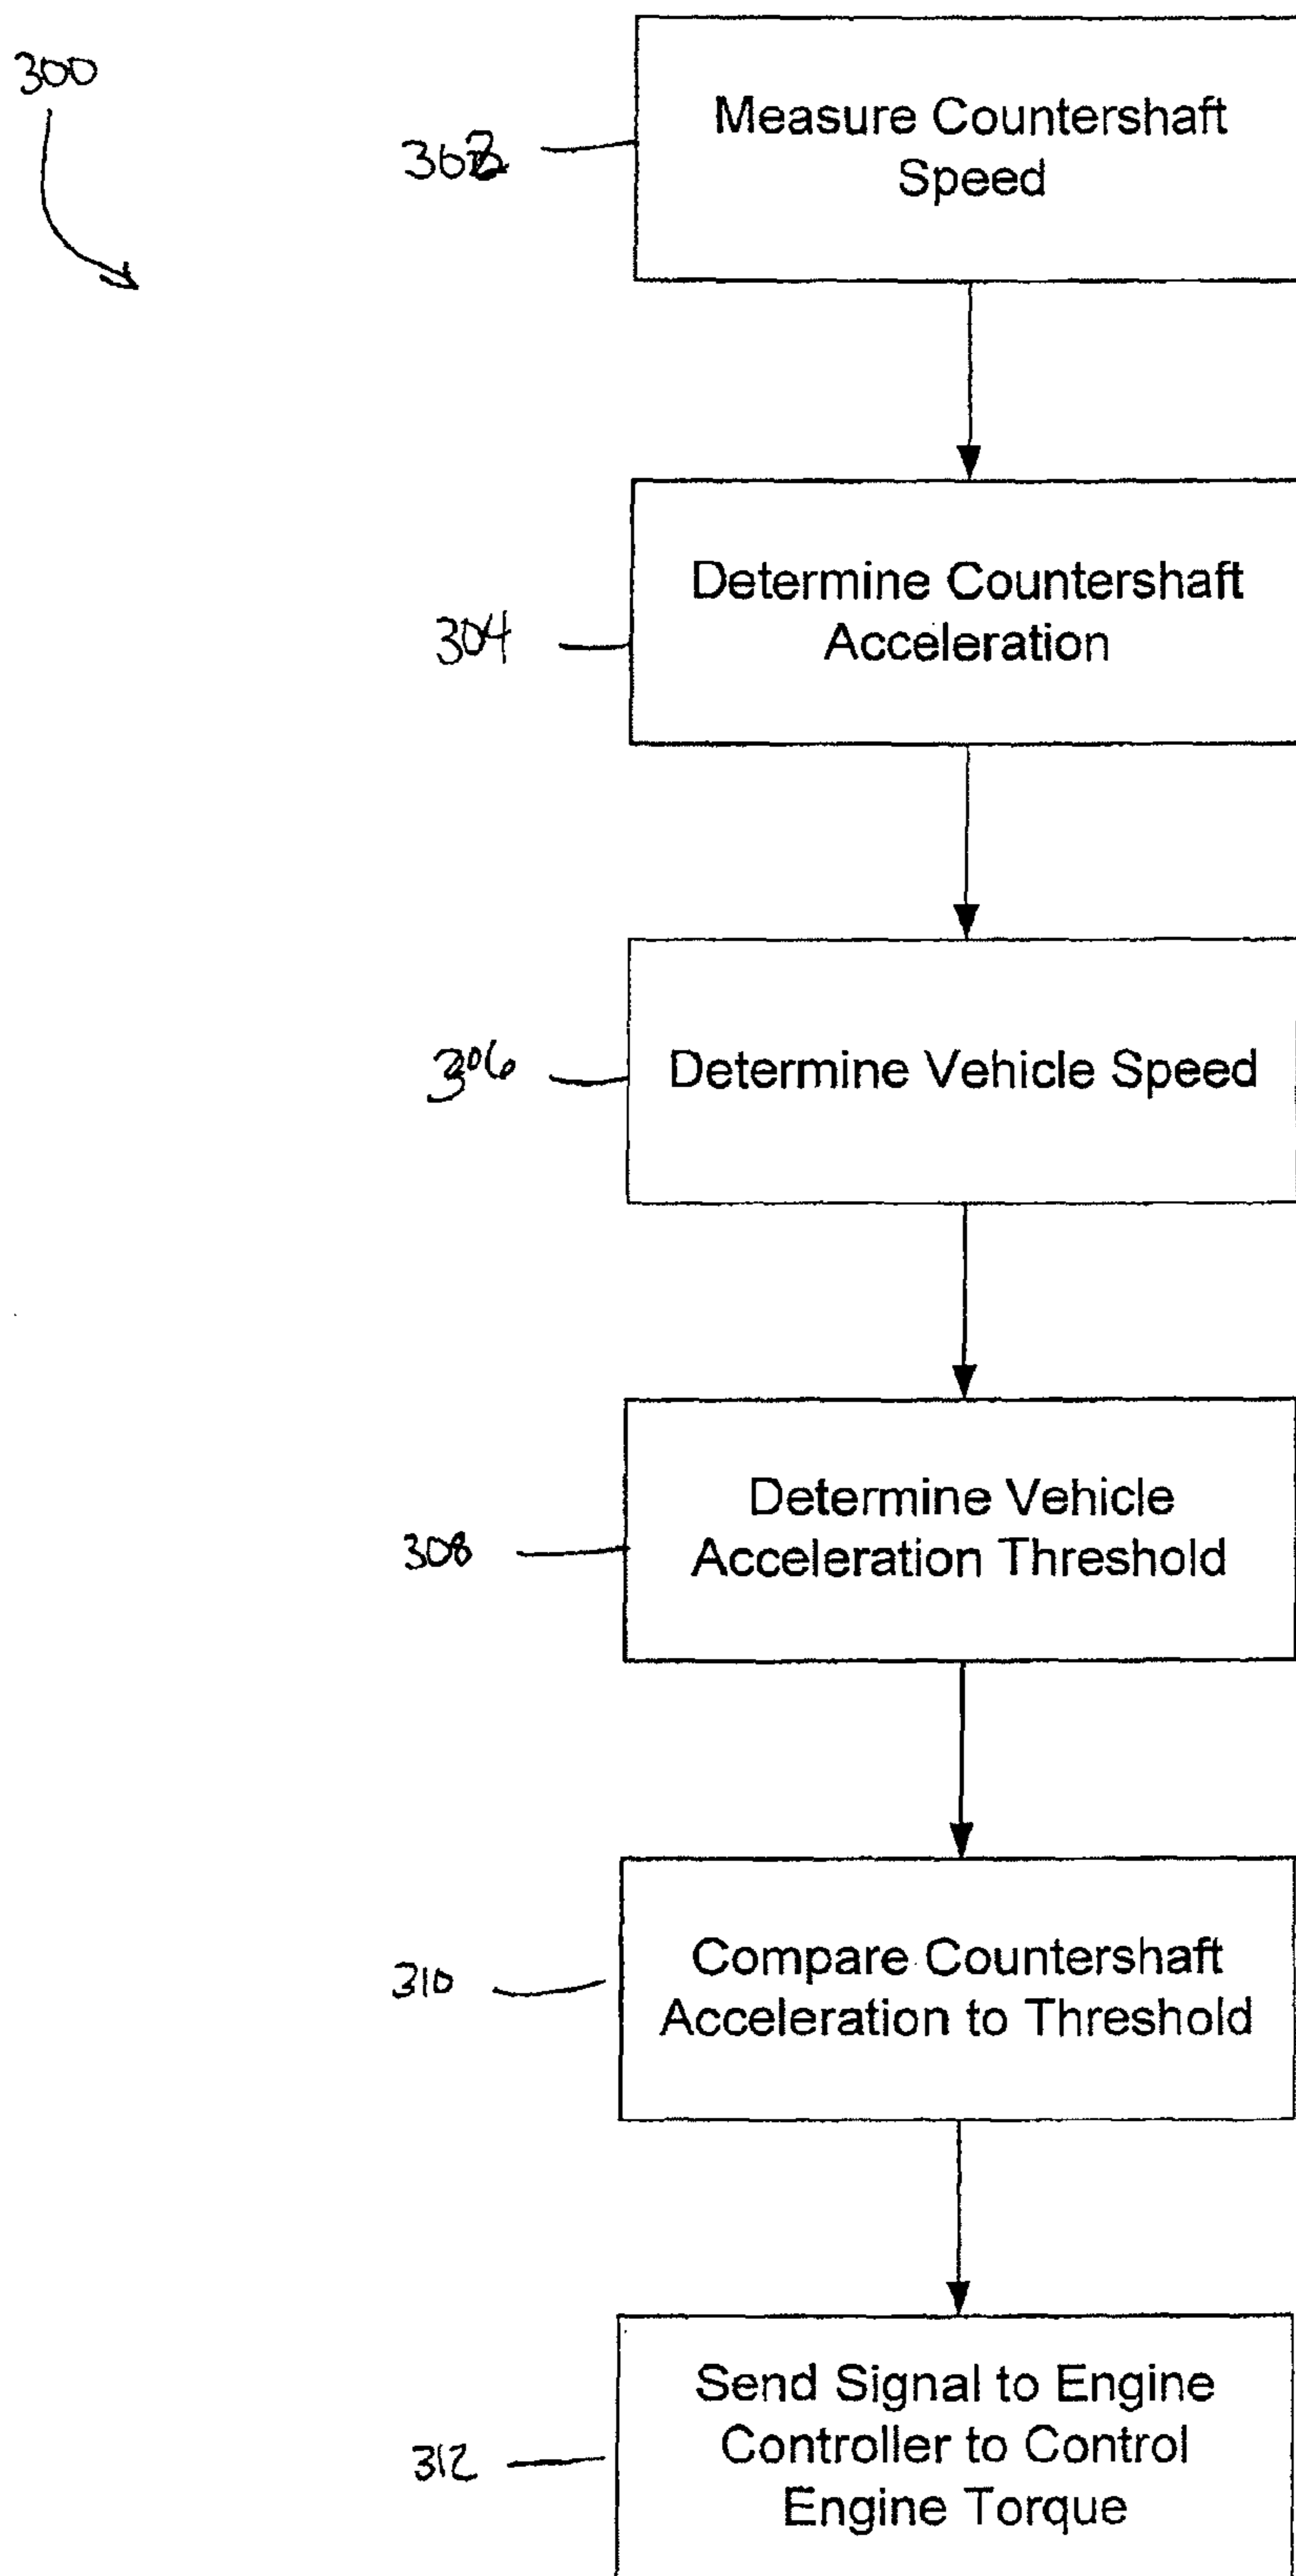 300
302
Measure Countershaft
Speed
304
Determine Countershaft
Acceleration
306
Determine Vehicle Speed
308
Determine Vehicle
Acceleration Threshold
310
Compare Countershaft
Acceleration to Threshold
312
Send Signal to Engine
Controller to Control
Engine Torque